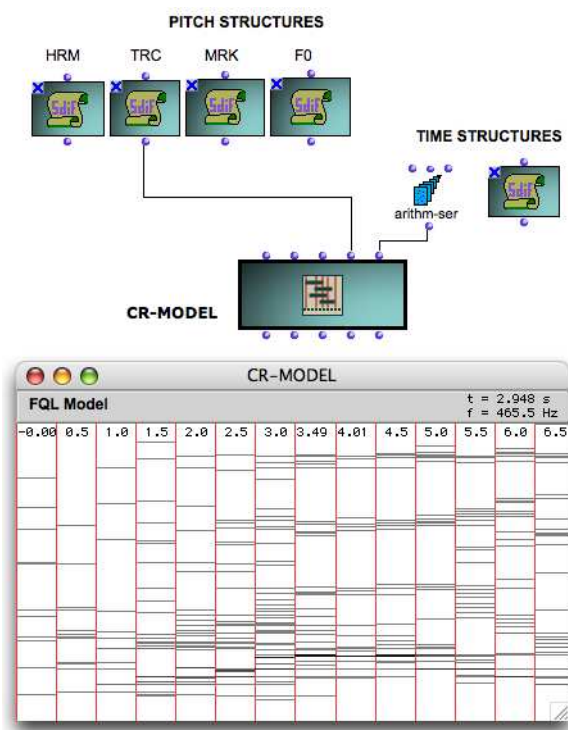 PITCH STRUCTURES
HRM TRC MRK F0
Sdif Sdif Sdif Sdif
TIME STRUCTURES
Sdif
arithm-ser
CR-MODEL
CR-MODEL
FQL Model
t = 2.948 s
f = 465.5 Hz
-0.00 0.5 1.0 1.5 2.0 2.5 3.0 3.49 4.01 4.5 5.0 5.5 6.0 6.5